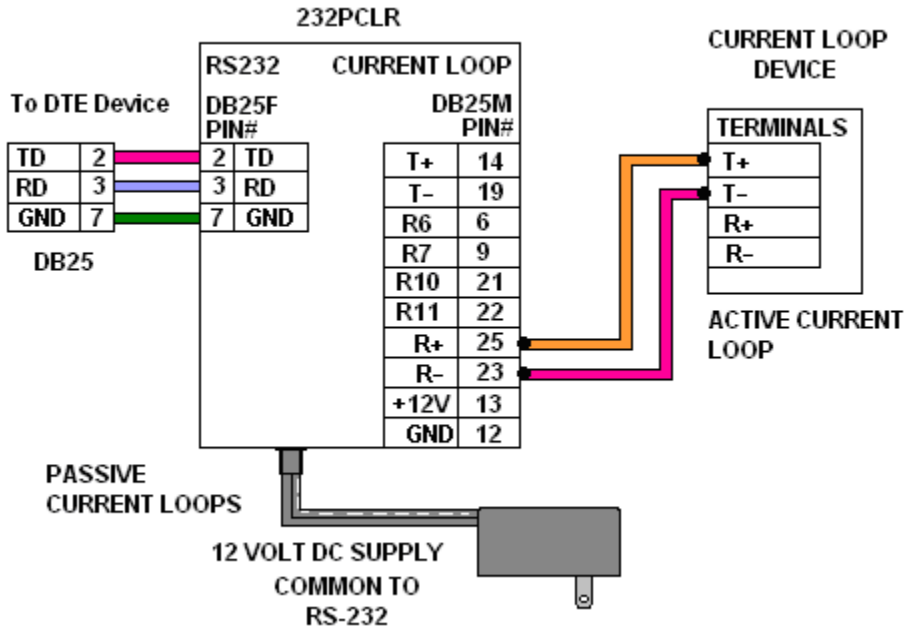 232PCLR
RS232 CURRENT LOOP
DB25F PIN#
DB25M PIN#
To DTE Device
TD 2
RD 3
GND 7
DB25
2 TD
3 RD
7 GND
T+ 14
T- 19
R6 6
R7 9
R10 21
R11 22
R+ 25
R- 23
+12V 13
GND 12
CURRENT LOOP
DEVICE
TERMINALS
T+
T-
R+
R-
ACTIVE CURRENT
LOOP
PASSIVE
CURRENT LOOPS
12 VOLT DC SUPPLY
COMMON TO
RS-232